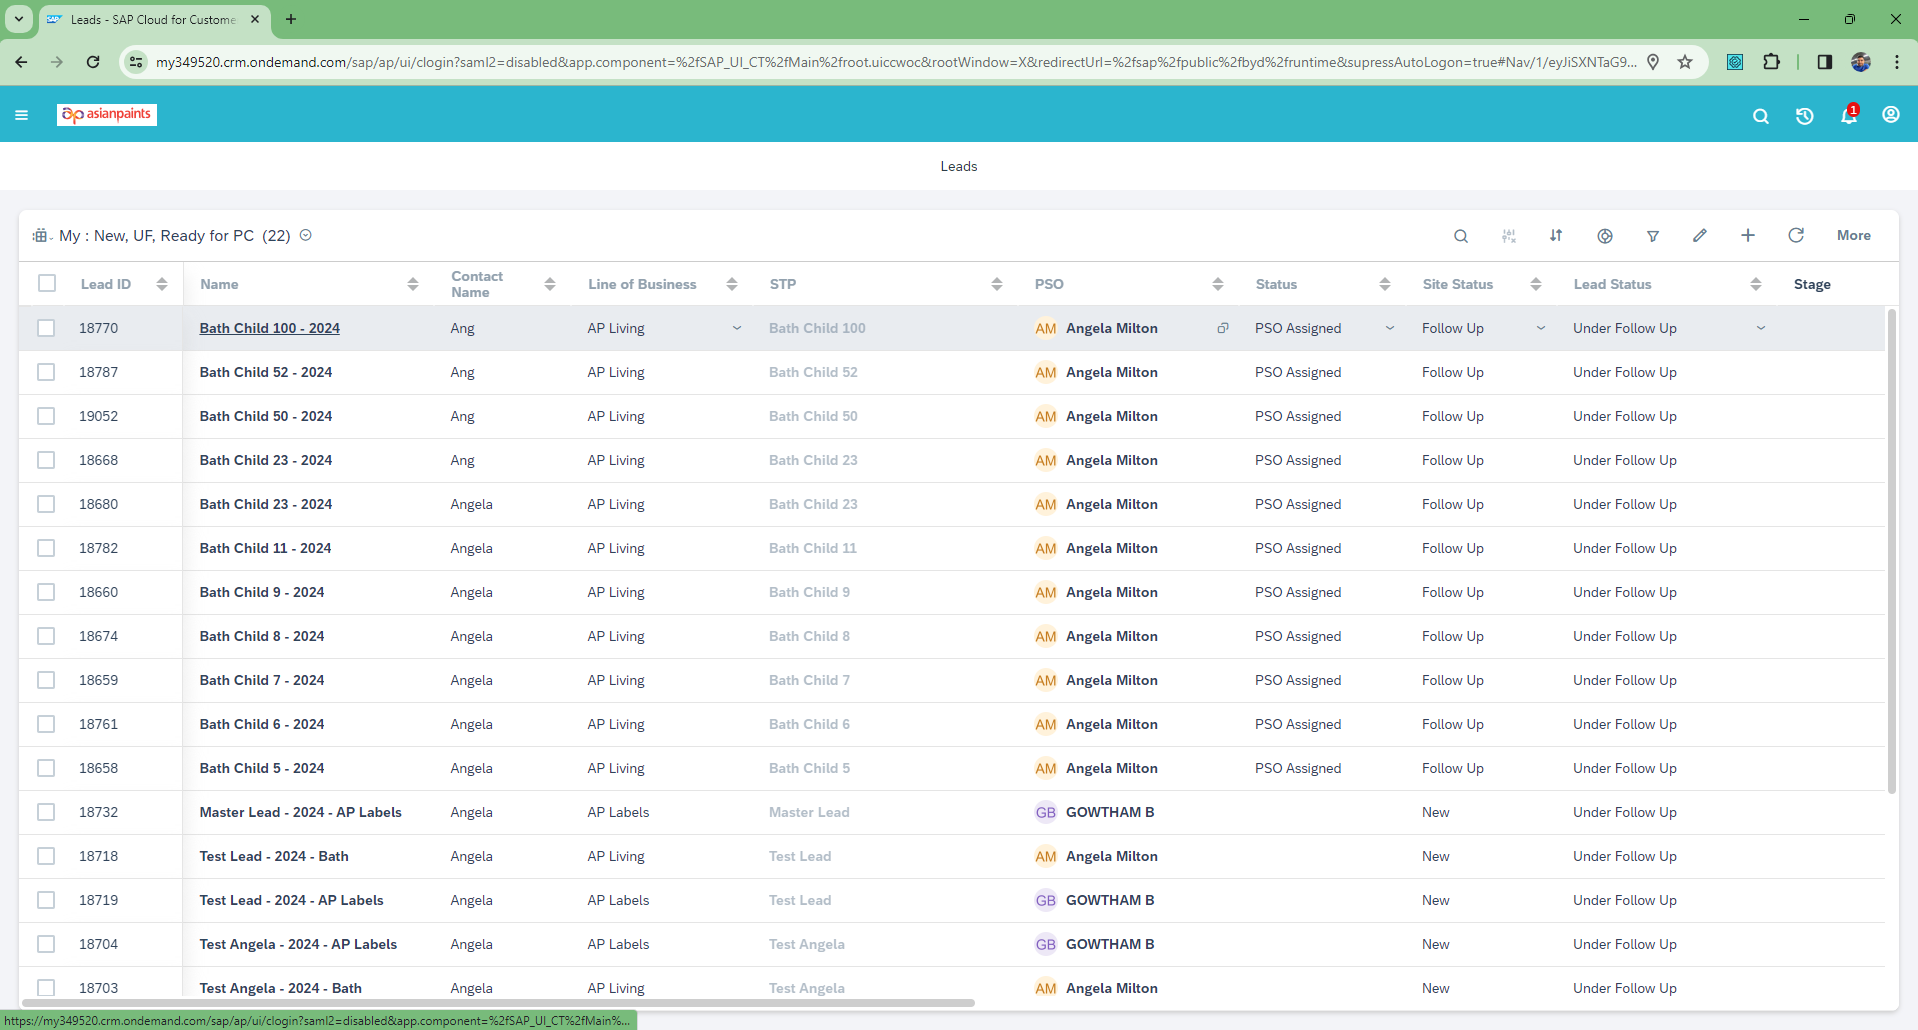 Leads - SAP Cloud for Custome
my349520.crm.ondemand.com/sap/ap/ui/clogin?saml2=disabled&app.component=%2fSAP_UI_CT%2fMain%2froot.uiccwoc&rootWindow=X&redirectUrl=%2fsap%2fpublic%2fbyd%2fruntime&supressAutoLogon=true#Nav/1/eyJiSXNTaG9...
asianpaints
1
Leads
My : New, UF, Ready for PC (22)
More
Lead ID Name Contact Name Line of Business STP PSO Status Site Status Lead Status Stage
18770 Bath Child 100 - 2024 Ang AP Living Bath Child 100 AM Angela Milton PSO Assigned Follow Up Under Follow Up
18787 Bath Child 52 - 2024 Ang AP Living Bath Child 52 AM Angela Milton PSO Assigned Follow Up Under Follow Up
19052 Bath Child 50 - 2024 Ang AP Living Bath Child 50 AM Angela Milton PSO Assigned Follow Up Under Follow Up
18668 Bath Child 23 - 2024 Ang AP Living Bath Child 23 AM Angela Milton PSO Assigned Follow Up Under Follow Up
18680 Bath Child 23 - 2024 Angela AP Living Bath Child 23 AM Angela Milton PSO Assigned Follow Up Under Follow Up
18782 Bath Child 11 - 2024 Angela AP Living Bath Child 11 AM Angela Milton PSO Assigned Follow Up Under Follow Up
18660 Bath Child 9 - 2024 Angela AP Living Bath Child 9 AM Angela Milton PSO Assigned Follow Up Under Follow Up
18674 Bath Child 8 - 2024 Angela AP Living Bath Child 8 AM Angela Milton PSO Assigned Follow Up Under Follow Up
18659 Bath Child 7 - 2024 Angela AP Living Bath Child 7 AM Angela Milton PSO Assigned Follow Up Under Follow Up
18761 Bath Child 6 - 2024 Angela AP Living Bath Child 6 AM Angela Milton PSO Assigned Follow Up Under Follow Up
18658 Bath Child 5 - 2024 Angela AP Living Bath Child 5 AM Angela Milton PSO Assigned Follow Up Under Follow Up
18732 Master Lead - 2024 - AP Labels Angela AP Labels Master Lead GB GOWTHAM B New Under Follow Up
18718 Test Lead - 2024 - Bath Angela AP Living Test Lead AM Angela Milton New Under Follow Up
18719 Test Lead - 2024 - AP Labels Angela AP Labels Test Lead GB GOWTHAM B New Under Follow Up
18704 Test Angela - 2024 - AP Labels Angela AP Labels Test Angela GB GOWTHAM B New Under Follow Up
18703 Test Angela - 2024 - Bath Angela AP Living Test Angela AM Angela Milton New Under Follow Up
https://my349520.crm.ondemand.com/sap/ap/ui/clogin?saml2=disabled&app.component=%2fSAP_UI_CT%2fMain%...